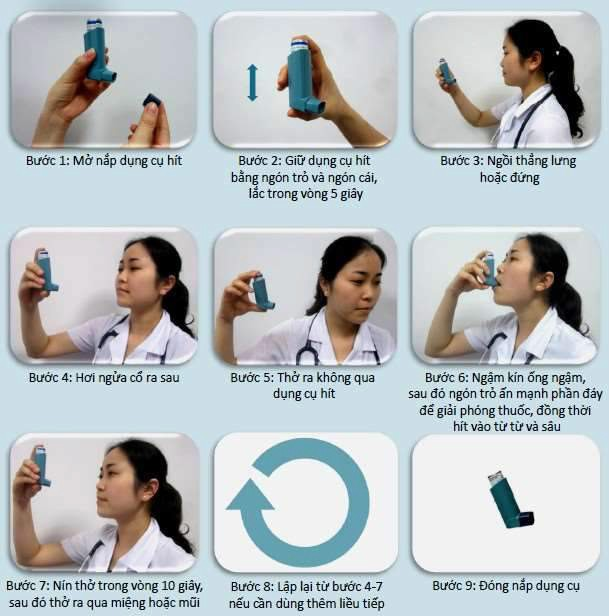 Bước 1: Mở nắp dụng cụ hít
Bước 2: Giữ dụng cụ hít
bằng ngón trỏ và ngón cái,
lắc trong vòng 5 giây
Bước 3: Ngồi thẳng lưng
hoặc đứng
Bước 4: Hơi ngửa cổ ra sau
Bước 5: Thở ra không qua
dụng cụ hít
Bước 6: Ngậm kín ống ngậm,
sau đó ngón trỏ ấn mạnh phần đáy
để giải phóng thuốc, đồng thời
hít vào từ từ và sâu
Bước 7: Nín thở trong vòng 10 giây,
sau đó thở ra qua miệng hoặc mũi
Bước 8: Lập lại từ bước 4-7
nếu cần dùng thêm liều tiếp
Bước 9: Đóng nắp dụng cụ